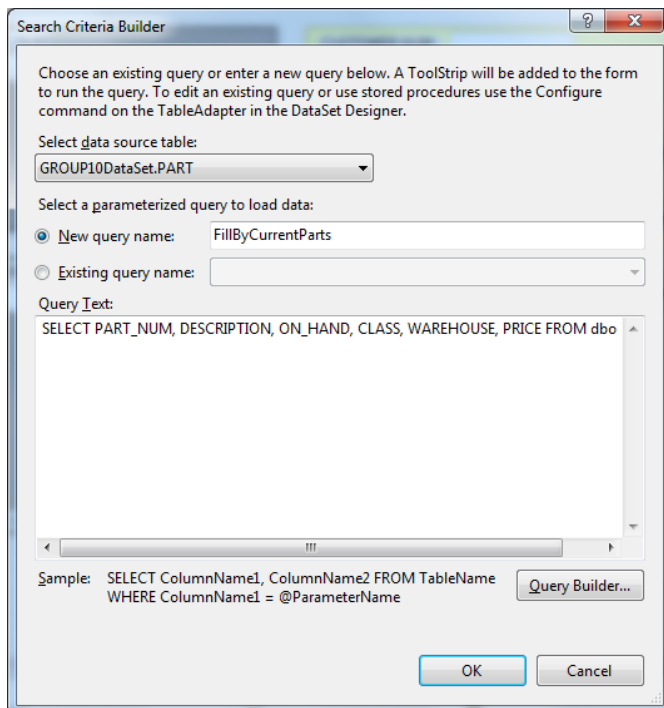 Search Criteria Builder
Choose an existing query or enter a new query below. A ToolStrip will be added to the form
to run the query. To edit an existing query or use stored procedures use the Configure
command on the TableAdapter in the DataSet Designer.
Select data source table:
GROUP10DataSet.PART
Select a parameterized query to load data:
New query name: FillByCurrentParts
Existing query name:
Query Text:
SELECT PART_NUM, DESCRIPTION, ON_HAND, CLASS, WAREHOUSE, PRICE FROM dbo
Sample: SELECT ColumnName1, ColumnName2 FROM TableName
WHERE ColumnName1 = @ParameterName
Query Builder...
OK Cancel